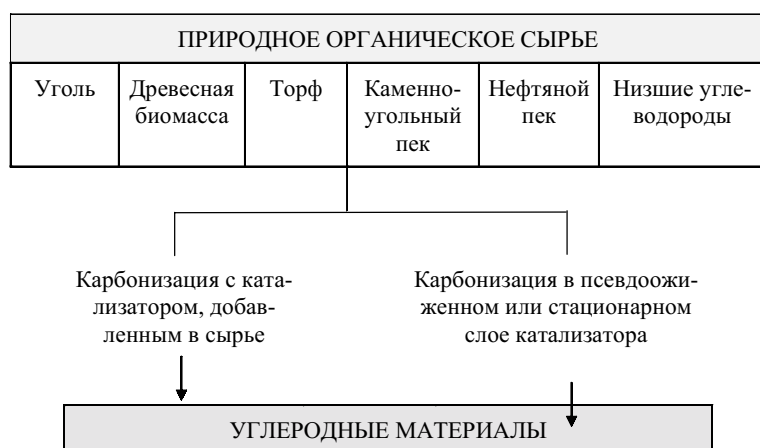 ПРИРОДНОЕ ОРГАНИЧЕСКОЕ СЫРЬЕ
Уголь
Древесная
биомасса
Торф
Каменно-
угольный
пек
Нефтяной
пек
Низшие угле-
водороды
Карбонизация с ката-
лизатором, добав-
ленным в сырье
Карбонизация в псевдоожи-
женном или стационарном
слое катализатора
УГЛЕРОДНЫЕ МАТЕРИАЛЫ